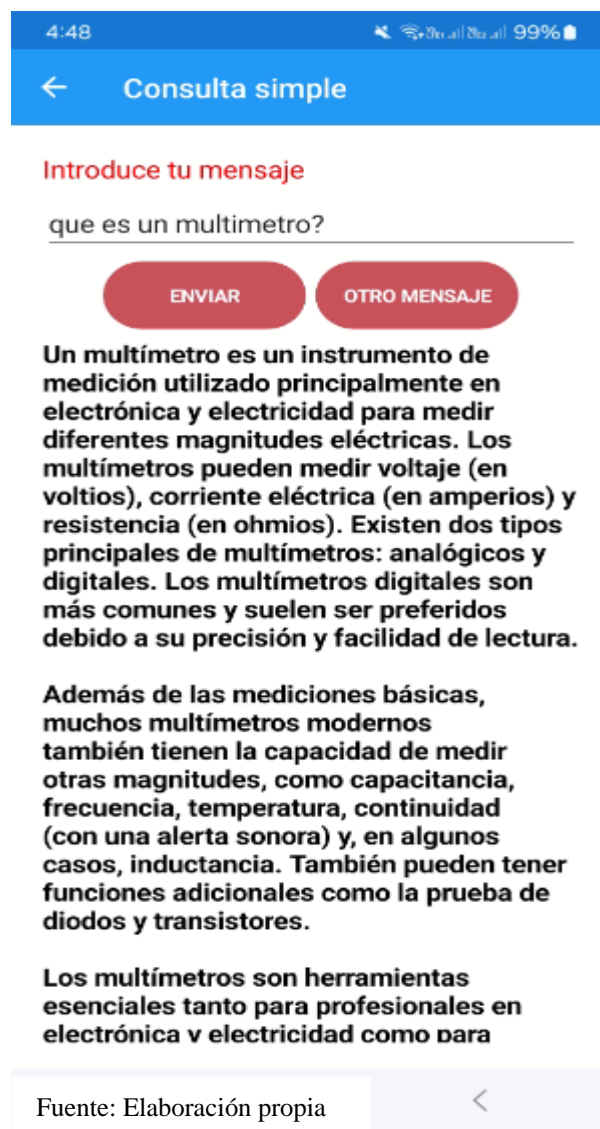 4:48 99%
Consulta simple
Introduce tu mensaje
que es un multimetro?
ENVIAR OTRO MENSAJE
Un multímetro es un instrumento de
medición utilizado principalmente en
electrónica y electricidad para medir
diferentes magnitudes eléctricas. Los
multímetros pueden medir voltaje (en
voltios), corriente eléctrica (en amperios) y
resistencia (en ohmios). Existen dos tipos
principales de multímetros: analógicos y
digitales. Los multímetros digitales son
más comunes y suelen ser preferidos
debido a su precisión y facilidad de lectura.
Además de las mediciones básicas,
muchos multímetros modernos
también tienen la capacidad de medir
otras magnitudes, como capacitancia,
frecuencia, temperatura, continuidad
(con una alerta sonora) y, en algunos
casos, inductancia. También pueden tener
funciones adicionales como la prueba de
diodos y transistores.
Los multímetros son herramientas
esenciales tanto para profesionales en
electrónica y electricidad como para
Fuente: Elaboración propia